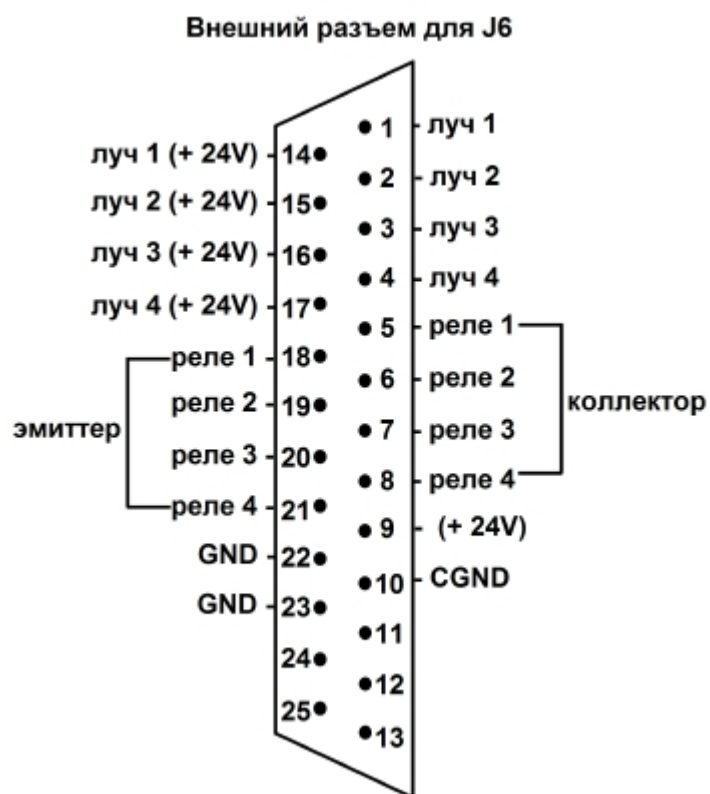 Внешний разъем для J6
1 луч 1
луч 1 (+ 24V) 14
2 луч 2
луч 2 (+ 24V) 15
3 луч 3
луч 3 (+ 24V) 16
4 луч 4
луч 4 (+ 24V) 17
5 реле 1
реле 1 18
6 реле 2
реле 2 19
коллектор
эмиттер
7 реле 3
реле 3 20
8 реле 4
реле 4 21
9 (+ 24V)
GND 22
10 CGND
GND 23
11
24
12
25
13